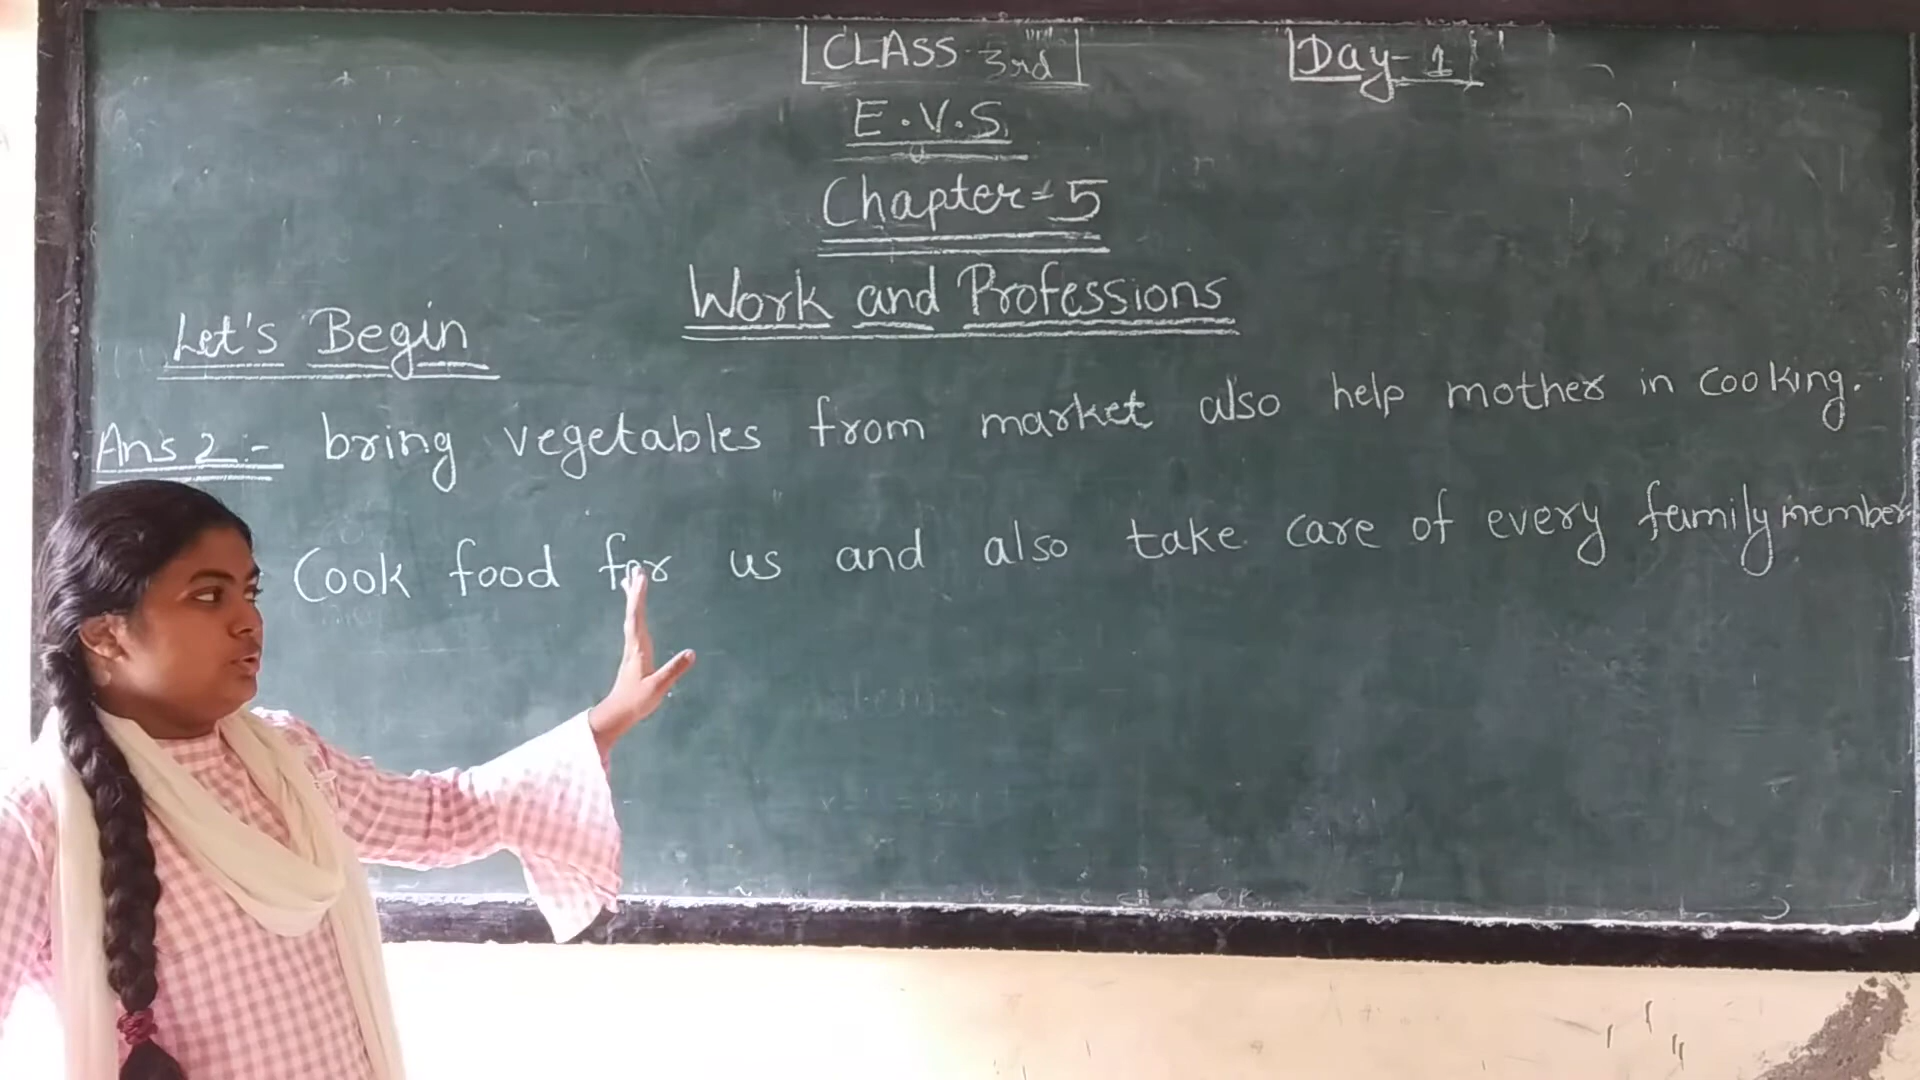 CLASS 3rd
Day-1
E.V.S.
Chapter-5
Work and Professions
Let's Begin
Ans 2:- bring vegetables from market also help mother in cooking.
Cook food for us and also take care of every family member.